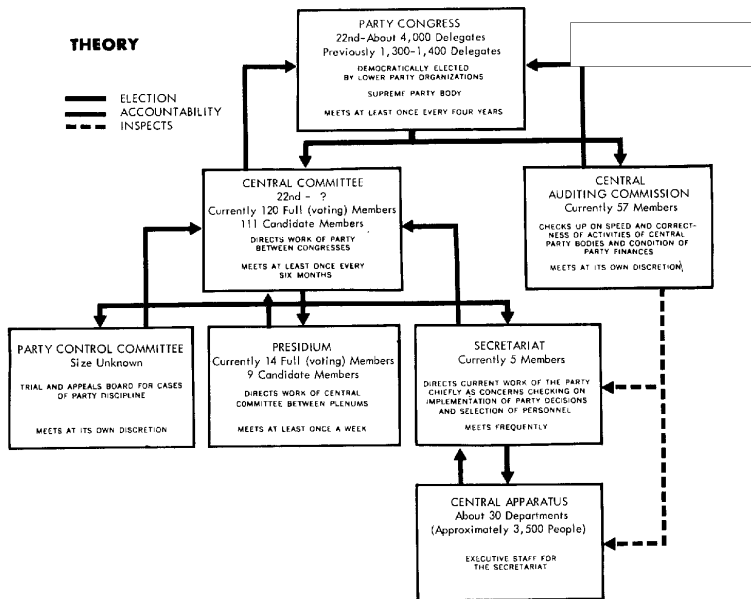 THEORY
ELECTION
ACCOUNTABILITY
INSPECTS
PARTY CONGRESS
22nd-About 4,000 Delegates
Previously 1,300-1,400 Delegates
DEMOCRATICALLY ELECTED
BY LOWER PARTY ORGANIZATIONS
SUPREME PARTY BODY
MEETS AT LEAST ONCE EVERY FOUR YEARS
CENTRAL COMMITTEE
22nd - ?
Currently 120 Full (voting) Members
111 Candidate Members
DIRECTS WORK OF PARTY
BETWEEN CONGRESSES
MEETS AT LEAST ONCE EVERY
SIX MONTHS
CENTRAL
AUDITING COMMISSION
Currently 57 Members
CHECKS UP ON SPEED AND CORRECT-
NESS OF ACTIVITIES OF CENTRAL
PARTY BODIES AND CONDITION OF
PARTY FINANCES
MEETS AT ITS OWN DISCRETION
PARTY CONTROL COMMITTEE
Size Unknown
TRIAL AND APPEALS BOARD FOR CASES
OF PARTY DISCIPLINE
MEETS AT ITS OWN DISCRETION
PRESIDIUM
Currently 14 Full (voting) Members
9 Candidate Members
DIRECTS WORK OF CENTRAL
COMMITTEE BETWEEN PLENUMS
MEETS AT LEAST ONCE A WEEK
SECRETARIAT
Currently 5 Members
DIRECTS CURRENT WORK OF THE PARTY
CHIEFLY AS CONCERNS CHECKING ON
IMPLEMENTATION OF PARTY DECISIONS
AND SELECTION OF PERSONNEL
MEETS FREQUENTLY
CENTRAL APPARATUS
About 30 Departments
(Approximately 3,500 People)
EXECUTIVE STAFF FOR
THE SECRETARIAT